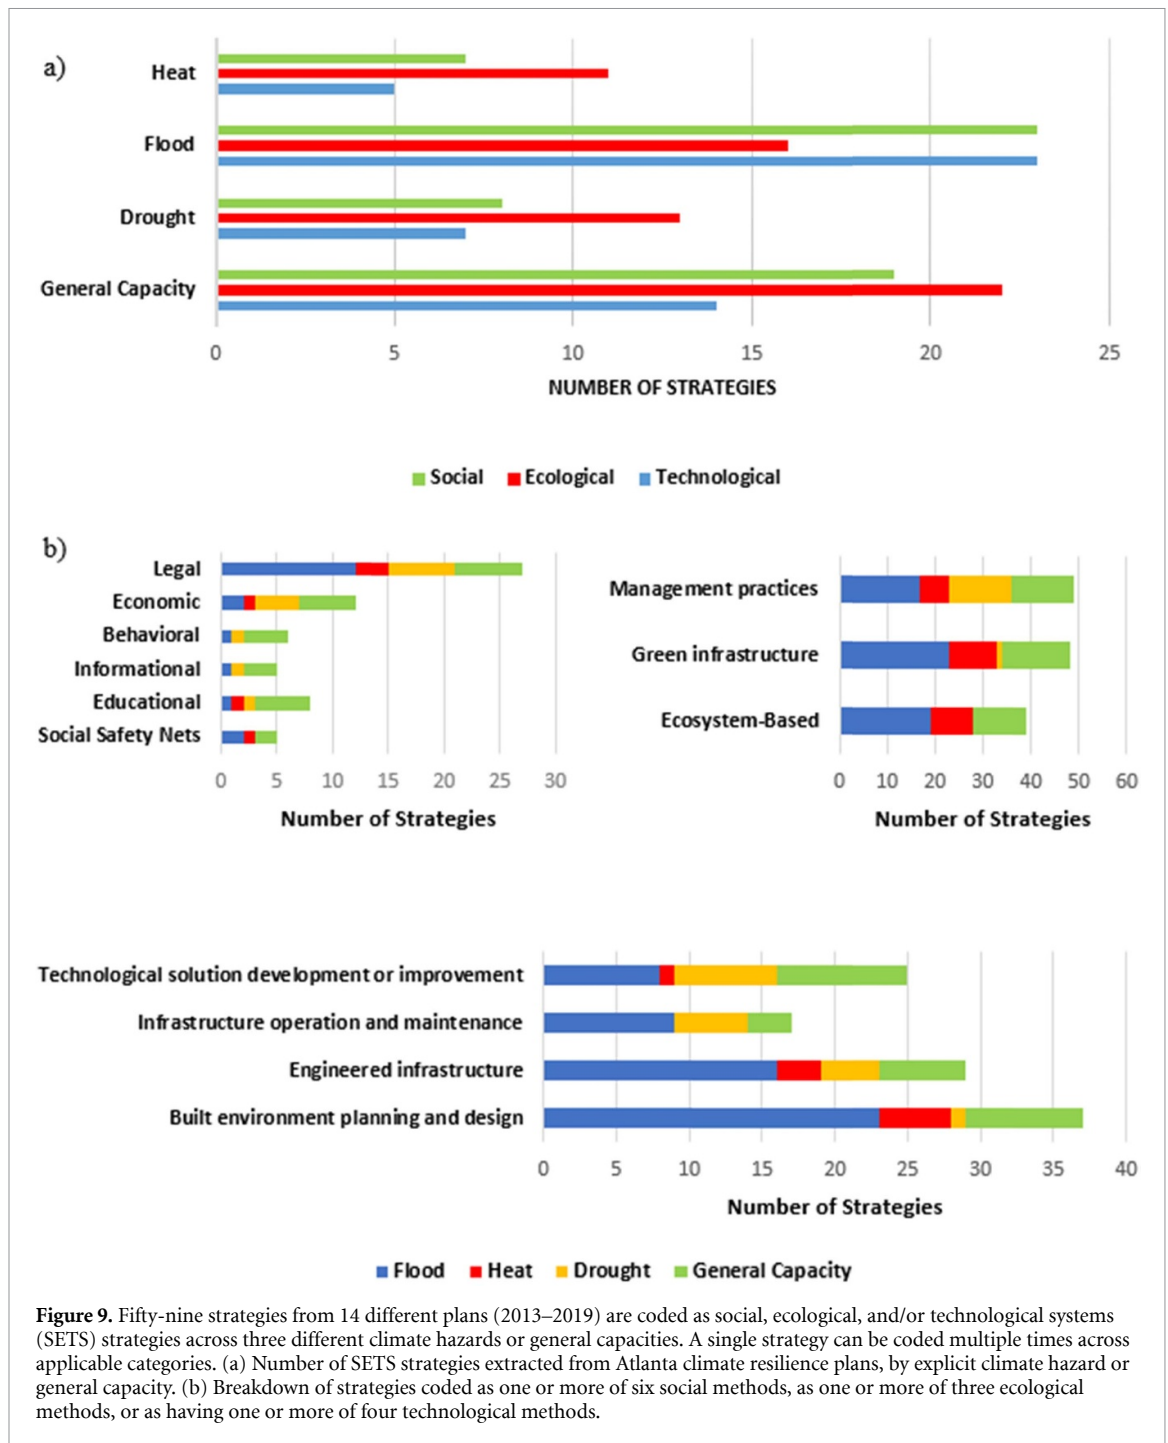 a)
Heat
Flood
Drought
General Capacity
0 5 10 15 20 25
NUMBER OF STRATEGIES
Social Ecological Technological
b)
Legal
Economic
Behavioral
Informational
Educational
Social Safety Nets
0 5 10 15 20 25 30
Number of Strategies
Management practices
Green infrastructure
Ecosystem-Based
0 10 20 30 40 50 60
Number of Strategies
Technological solution development or improvement
Infrastructure operation and maintenance
Engineered infrastructure
Built environment planning and design
0 5 10 15 20 25 30 35 40
Number of Strategies
Flood Heat Drought General Capacity
Figure 9. Fifty-nine strategies from 14 different plans (2013–2019) are coded as social, ecological, and/or technological systems
(SETS) strategies across three different climate hazards or general capacities. A single strategy can be coded multiple times across
applicable categories. (a) Number of SETS strategies extracted from Atlanta climate resilience plans, by explicit climate hazard or
general capacity. (b) Breakdown of strategies coded as one or more of six social methods, as one or more of three ecological
methods, or as having one or more of four technological methods.